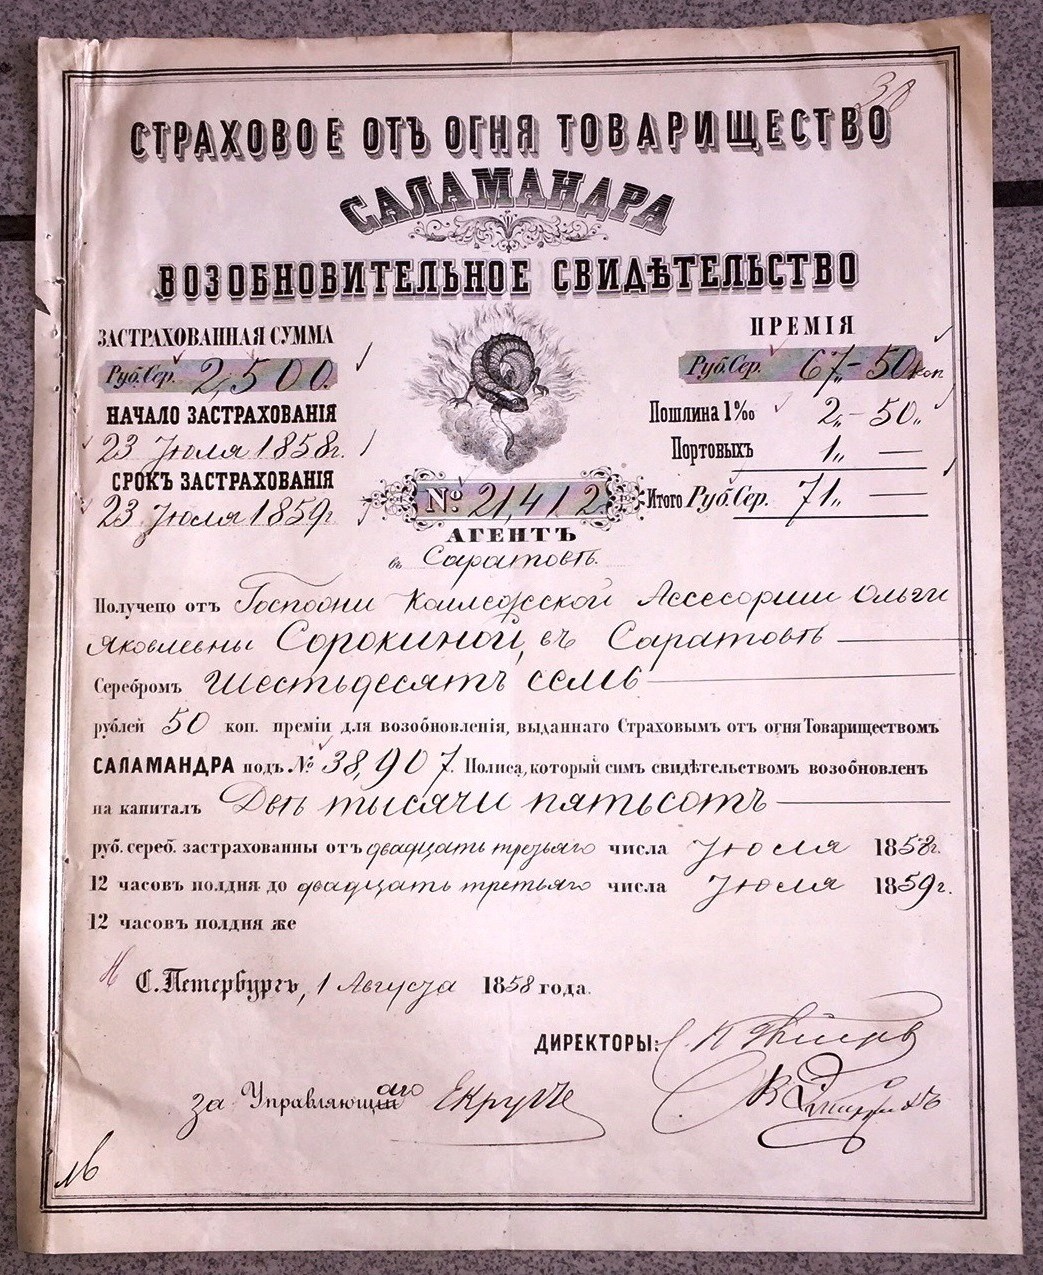 30
СТРАХОВОЕ ОТЪ ОГНЯ ТОВАРИЩЕСТВО
САЛАМАНДРА
ВОЗОБНОВИТЕЛЬНОЕ СВИДѢТЕЛЬСТВО
ЗАСТРАХОВАННАЯ СУММА
Руб. Сер. 2,500.
НАЧАЛО ЗАСТРАХОВАНІЯ
23 Іюля 1858 г.
СРОКЪ ЗАСТРАХОВАНІЯ
23 Іюля 1859 г
ПРЕМІЯ
Руб. Сер. 67„ - 50 коп
Пошлина 1‰ 2„ - 50„
Портовыхъ 1„ —
Итого Руб. Сер. 71„ —
№ 21,412
АГЕНТЪ
въ Саратовѣ.
Получено отъ Госпожи Коллежской Ассесорши Ольги
Яковлевны Сорокиной, въ Саратовѣ
Серебромъ Шестьдесятъ семь
рублей 50 коп. преміи для возобновленія, выданнаго Страховымъ отъ огня Товариществомъ
САЛАМАНДРА подъ № 38,907. Полиса, который симъ свидѣтельствомъ возобновленъ
на капиталъ Двѣ тысячи пятьсотъ
руб. сереб. застрахованны отъ двадцать третьяго числа Іюля 1858 г.
12 часовъ полдня до двадцать третьяго числа Іюля 1859 г.
12 часовъ полдня же
С. Петербургъ, 1 Августа 1858 года.
ДИРЕКТОРЫ:
за Управляющаго